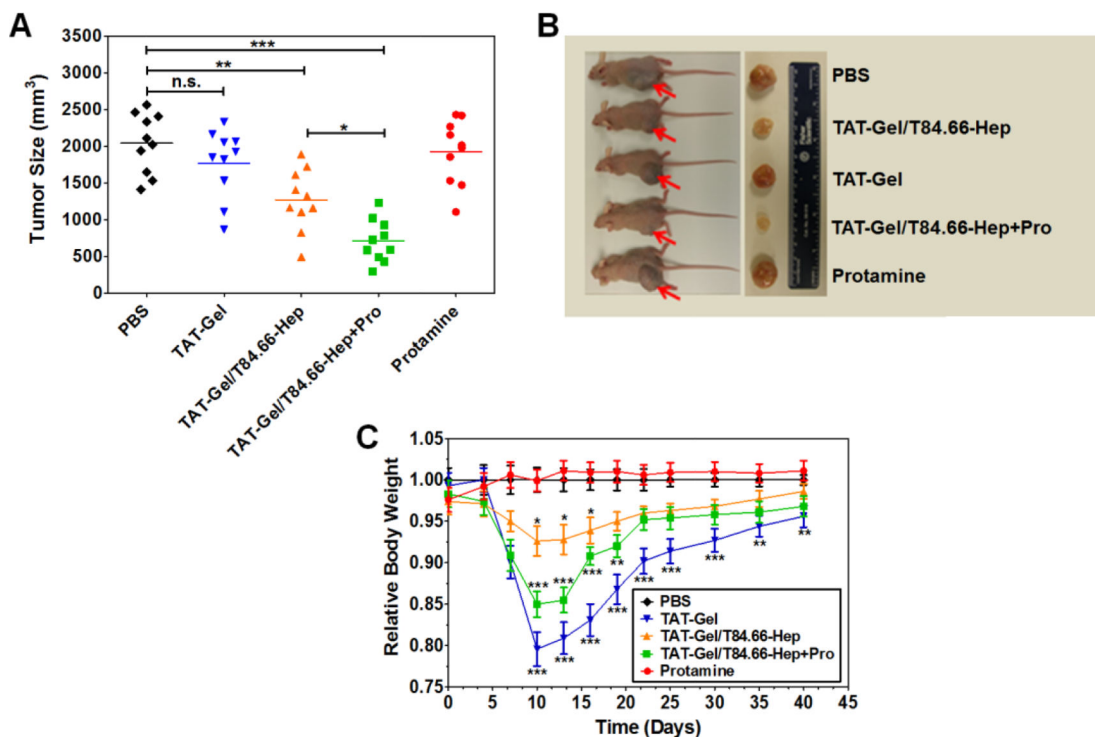 A
***
**
n.s.
*
Tumor Size (mm³)
3500
3000
2500
2000
1500
1000
500
0
PBS
TAT-Gel
TAT-Gel/T84.66-Hep
TAT-Gel/T84.66-Hep+Pro
Protamine
B
PBS
TAT-Gel/T84.66-Hep
TAT-Gel
TAT-Gel/T84.66-Hep+Pro
Protamine
Fisher
Scientific
C
Relative Body Weight
1.05
1.00
0.95
0.90
0.85
0.80
0.75
* * *
*** *** *** **
*** *** *** *** *** *** *** ** **
PBS
TAT-Gel
TAT-Gel/T84.66-Hep
TAT-Gel/T84.66-Hep+Pro
Protamine
0 5 10 15 20 25 30 35 40 45
Time (Days)